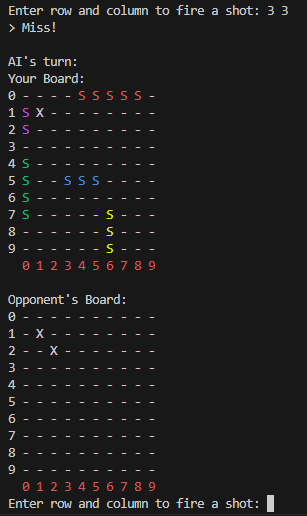 Enter row and column to fire a shot: 3 3
> Miss!
AI's turn:
Your Board:
0 - - - - S S S S S -
1 S X - - - - - - - -
2 S - - - - - - - - -
3 - - - - - - - - - -
4 S - - - - - - - - -
5 S - - S S S - - - -
6 S - - - - - - - - -
7 S - - - - - S - - -
8 - - - - - - S - - -
9 - - - - - - S - - -
0 1 2 3 4 5 6 7 8 9
Opponent's Board:
0 - - - - - - - - - -
1 - X - - - - - - - -
2 - - X - - - - - - -
3 - - - - - - - - - -
4 - - - - - - - - - -
5 - - - - - - - - - -
6 - - - - - - - - - -
7 - - - - - - - - - -
8 - - - - - - - - - -
9 - - - - - - - - - -
0 1 2 3 4 5 6 7 8 9
Enter row and column to fire a shot: